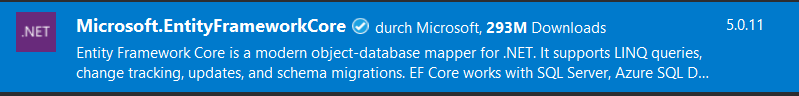 .NET
Microsoft.EntityFrameworkCore durch Microsoft, 293M Downloads 5.0.11
Entity Framework Core is a modern object-database mapper for .NET. It supports LINQ queries,
change tracking, updates, and schema migrations. EF Core works with SQL Server, Azure SQL D...